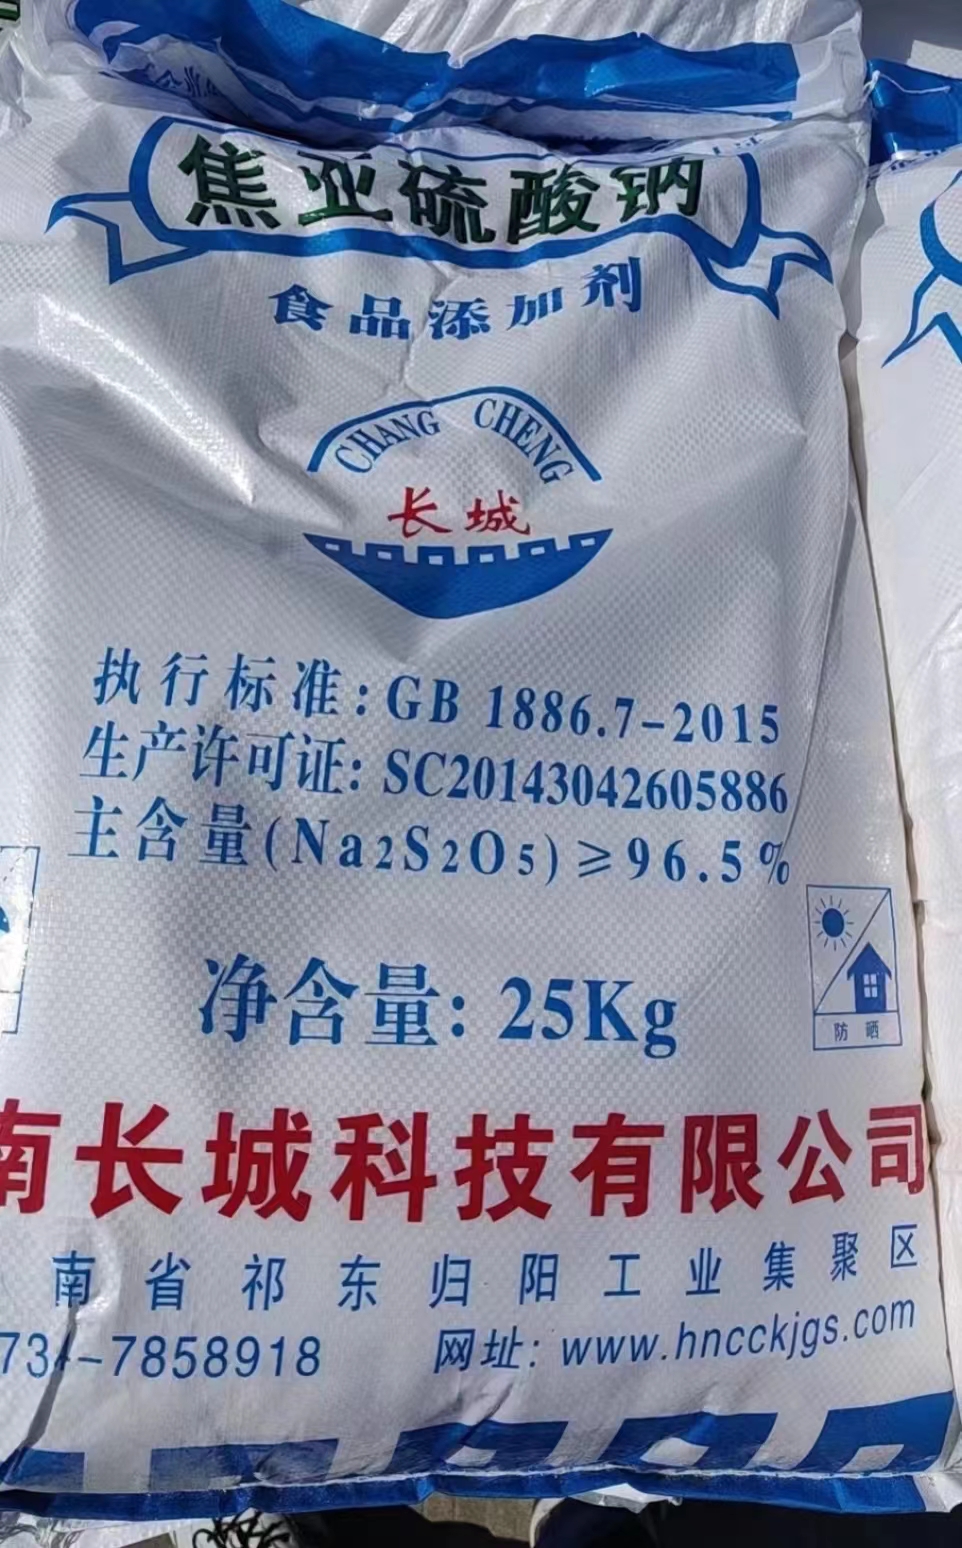 焦亚硫酸钠
食品添加剂
CHANG CHENG
长城
执行标准:GB 1886.7-2015
生产许可证: SC20143042605886
主含量(Na2S2O5)≥96.5%
净含量: 25Kg
防晒
南长城科技有限公司
南省祁东归阳工业集聚区
734-7858918 网址: www.hncckjgs.com